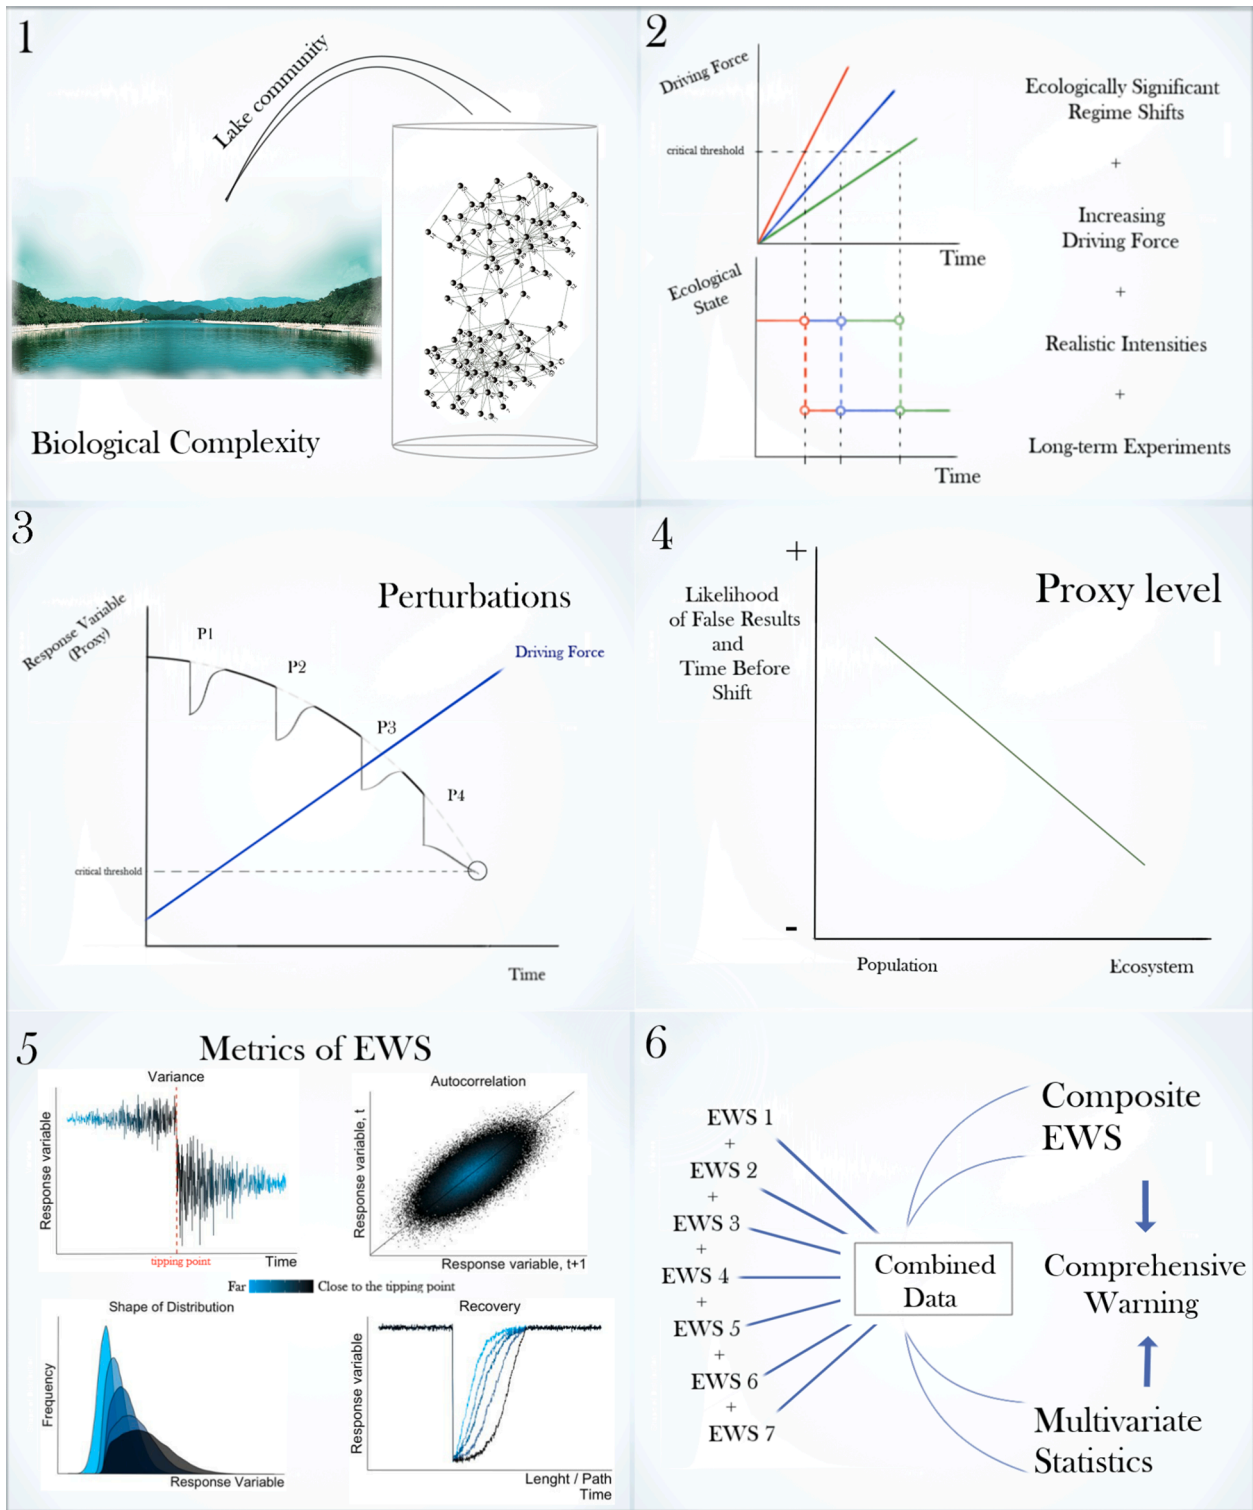 1
Lake community
Biological Complexity
2
Driving Force
critical threshold
Time
Ecological
State
Time
Ecologically Significant
Regime Shifts
+
Increasing
Driving Force
+
Realistic Intensities
+
Long-term Experiments
3
Perturbations
Response Variable
(Proxy)
P1
P2
P3
P4
Driving Force
critical threshold
Time
4
Proxy level
+
Likelihood
of False Results
and
Time Before
Shift
-
Population
Ecosystem
5
Metrics of EWS
Variance
Response variable
tipping point
Time
Autocorrelation
Response variable, t
Response variable, t+1
Far
Close to the tipping point
Shape of Distribution
Frequency
Response Variable
Recovery
Response variable
Lenght / Path
Time
6
EWS 1
+
EWS 2
+
EWS 3
+
EWS 4
+
EWS 5
+
EWS 6
+
EWS 7
Combined
Data
Composite
EWS
Comprehensive
Warning
Multivariate
Statistics